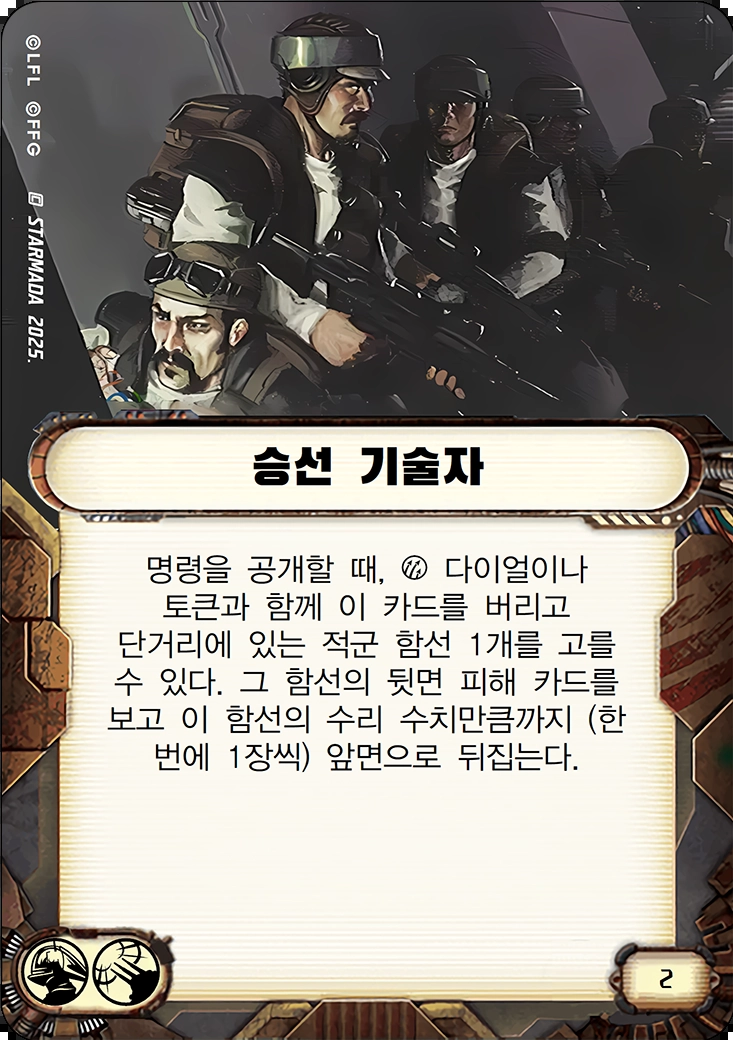 ©LFL ©FFG STARMADA 2025.
승선 기술자
명령을 공개할 때, 다이얼이나
토큰과 함께 이 카드를 버리고
단거리에 있는 적군 함선 1개를 고를
수 있다. 그 함선의 뒷면 피해 카드를
보고 이 함선의 수리 수치만큼까지 (한
번에 1장씩) 앞면으로 뒤집는다.
2